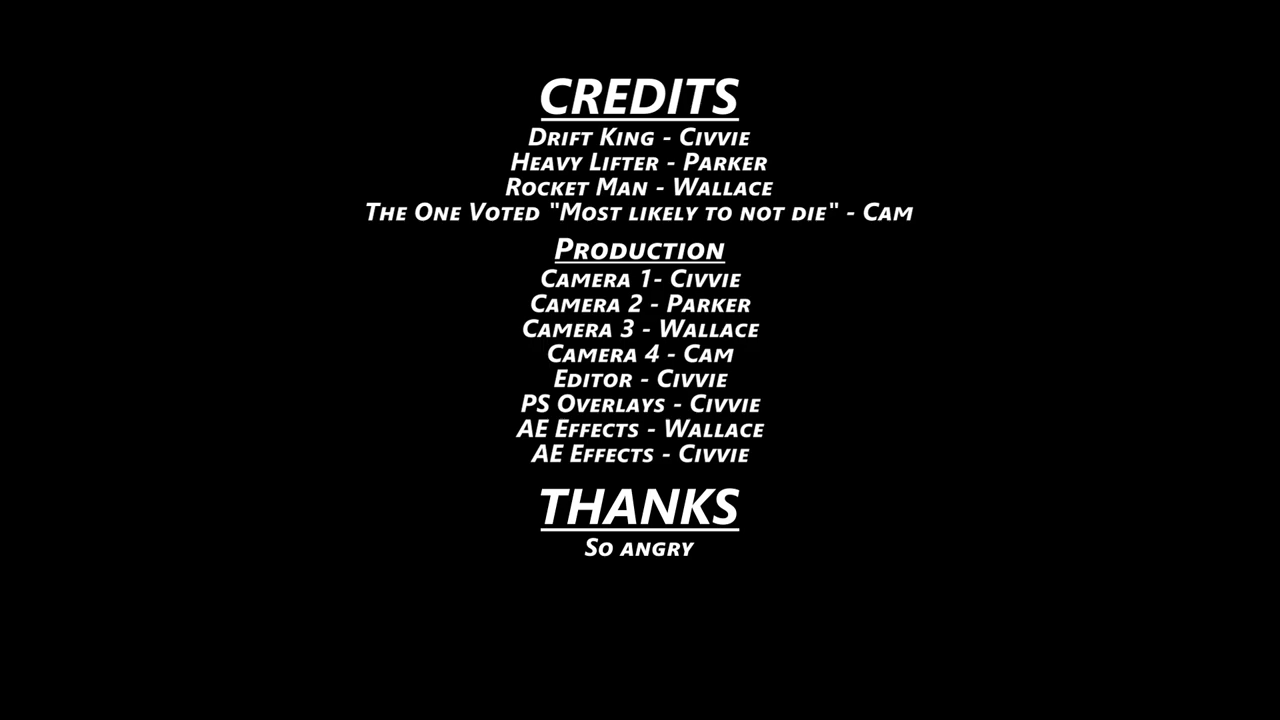 CREDITS
Drift King - Civvie
Heavy Lifter - Parker
Rocket Man - Wallace
The One Voted "Most likely to not die" - Cam
Production
Camera 1- Civvie
Camera 2 - Parker
Camera 3 - Wallace
Camera 4 - Cam
Editor - Civvie
PS Overlays - Civvie
AE Effects - Wallace
AE Effects - Civvie
THANKS
So angry